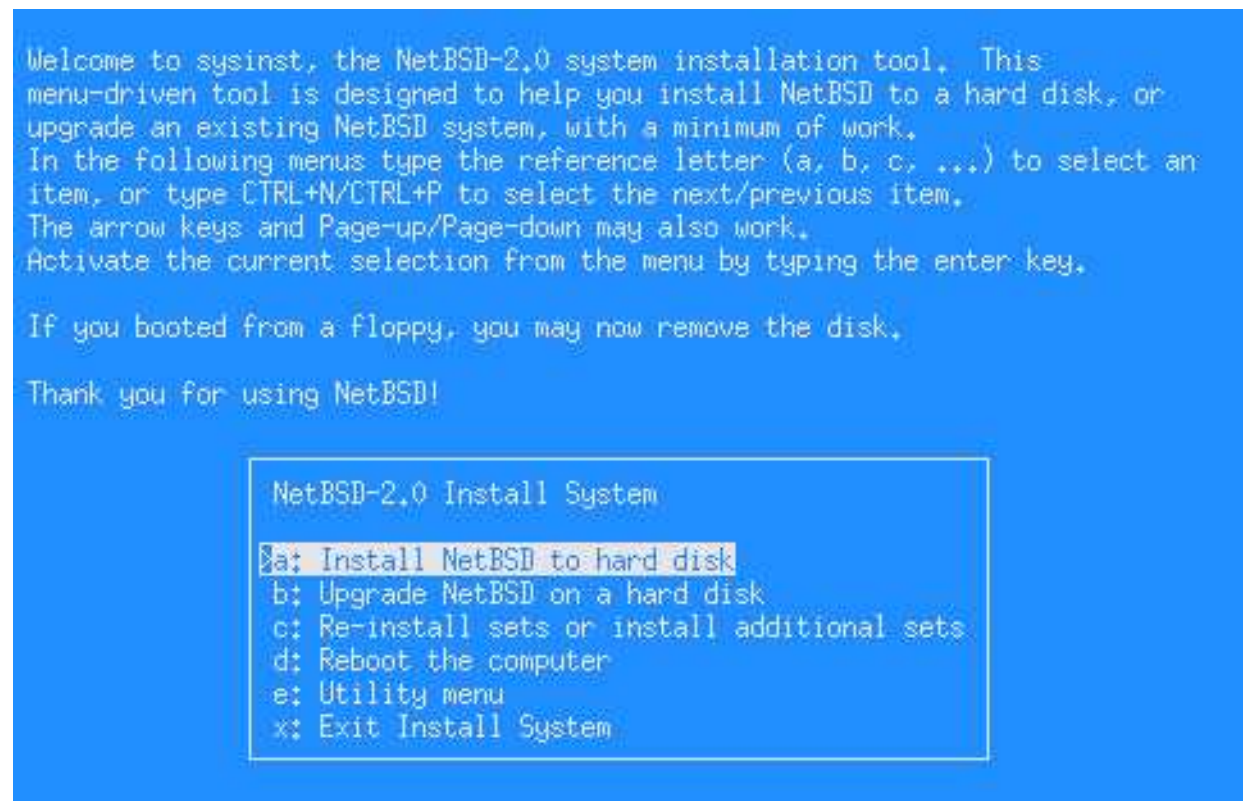 Welcome to sysinst, the NetBSD-2.0 system installation tool.  This
menu-driven tool is designed to help you install NetBSD to a hard disk, or
upgrade an existing NetBSD system, with a minimum of work.
In the following menus type the reference letter (a, b, c, ...) to select an
item, or type CTRL+N/CTRL+P to select the next/previous item.
The arrow keys and Page-up/Page-down may also work.
Activate the current selection from the menu by typing the enter key.
If you booted from a floppy, you may now remove the disk.
Thank you for using NetBSD!
NetBSD-2.0 Install System
>a: Install NetBSD to hard disk
b: Upgrade NetBSD on a hard disk
c: Re-install sets or install additional sets
d: Reboot the computer
e: Utility menu
x: Exit Install System